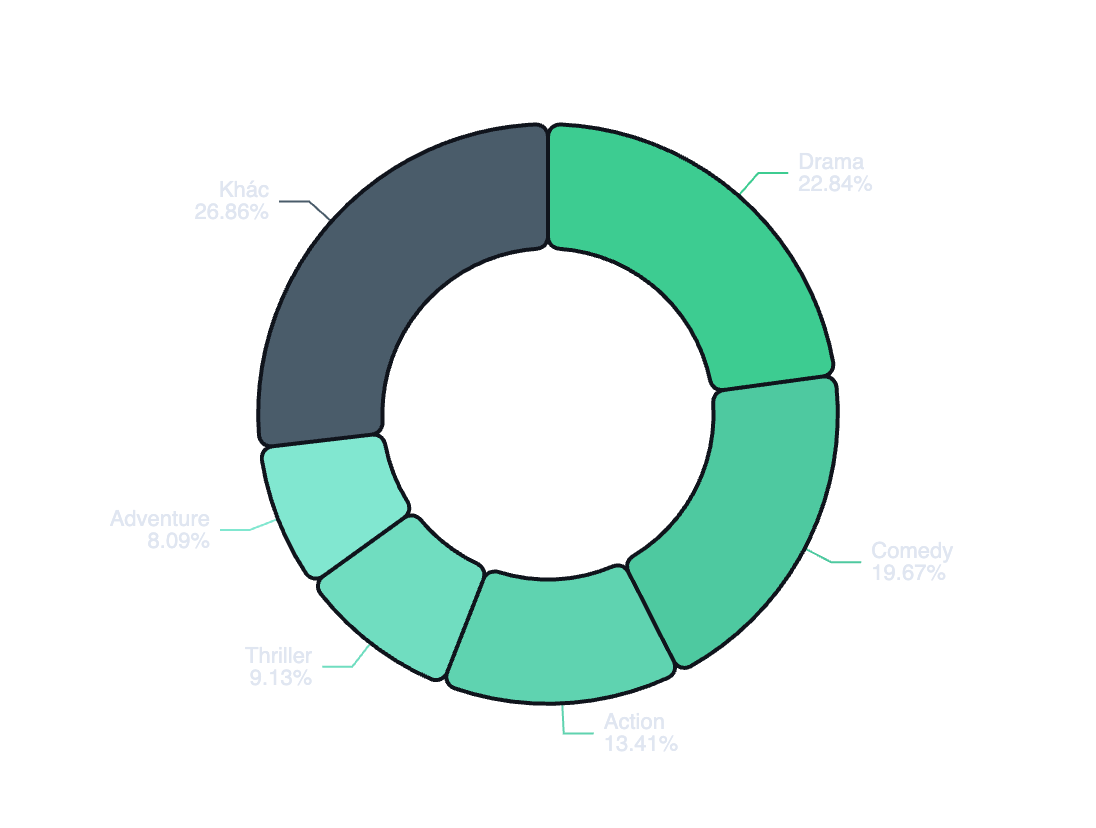 Drama
22.84%
Khác
26.86%
Adventure
8.09%
Comedy
19.67%
Thriller
9.13%
Action
13.41%